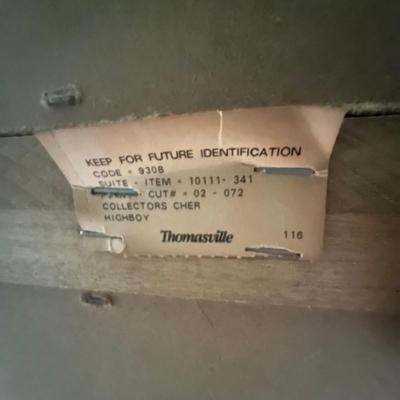 KEEP FOR FUTURE IDENTIFICATION
CODE - 9308
SUITE - ITEM - 10111- 341
CUT# - 02 - 072
COLLECTORS CHER
HIGHBOY
Thomasville 116